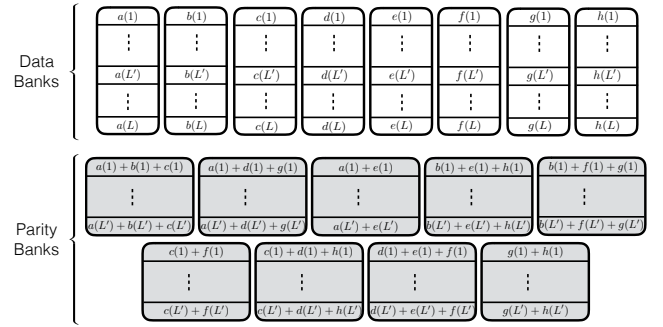 a(1) b(1) c(1) d(1) e(1) f(1) g(1) h(1)
Data
Banks
a(L') b(L') c(L') d(L') e(L') f(L') g(L') h(L')
a(L) b(L) c(L) d(L) e(L) f(L) g(L) h(L)
Parity
Banks
a(1) + b(1) + c(1) a(1) + d(1) + g(1) a(1) + e(1) b(1) + e(1) + h(1) b(1) + f(1) + g(1)
a(L') + b(L') + c(L') a(L') + d(L') + g(L') a(L') + e(L') b(L') + e(L') + h(L') b(L') + f(L') + g(L')
c(1) + f(1) c(1) + d(1) + h(1) d(1) + e(1) + f(1) g(1) + h(1)
c(L') + f(L') c(L') + d(L') + h(L') d(L') + e(L') + f(L') g(L') + h(L')